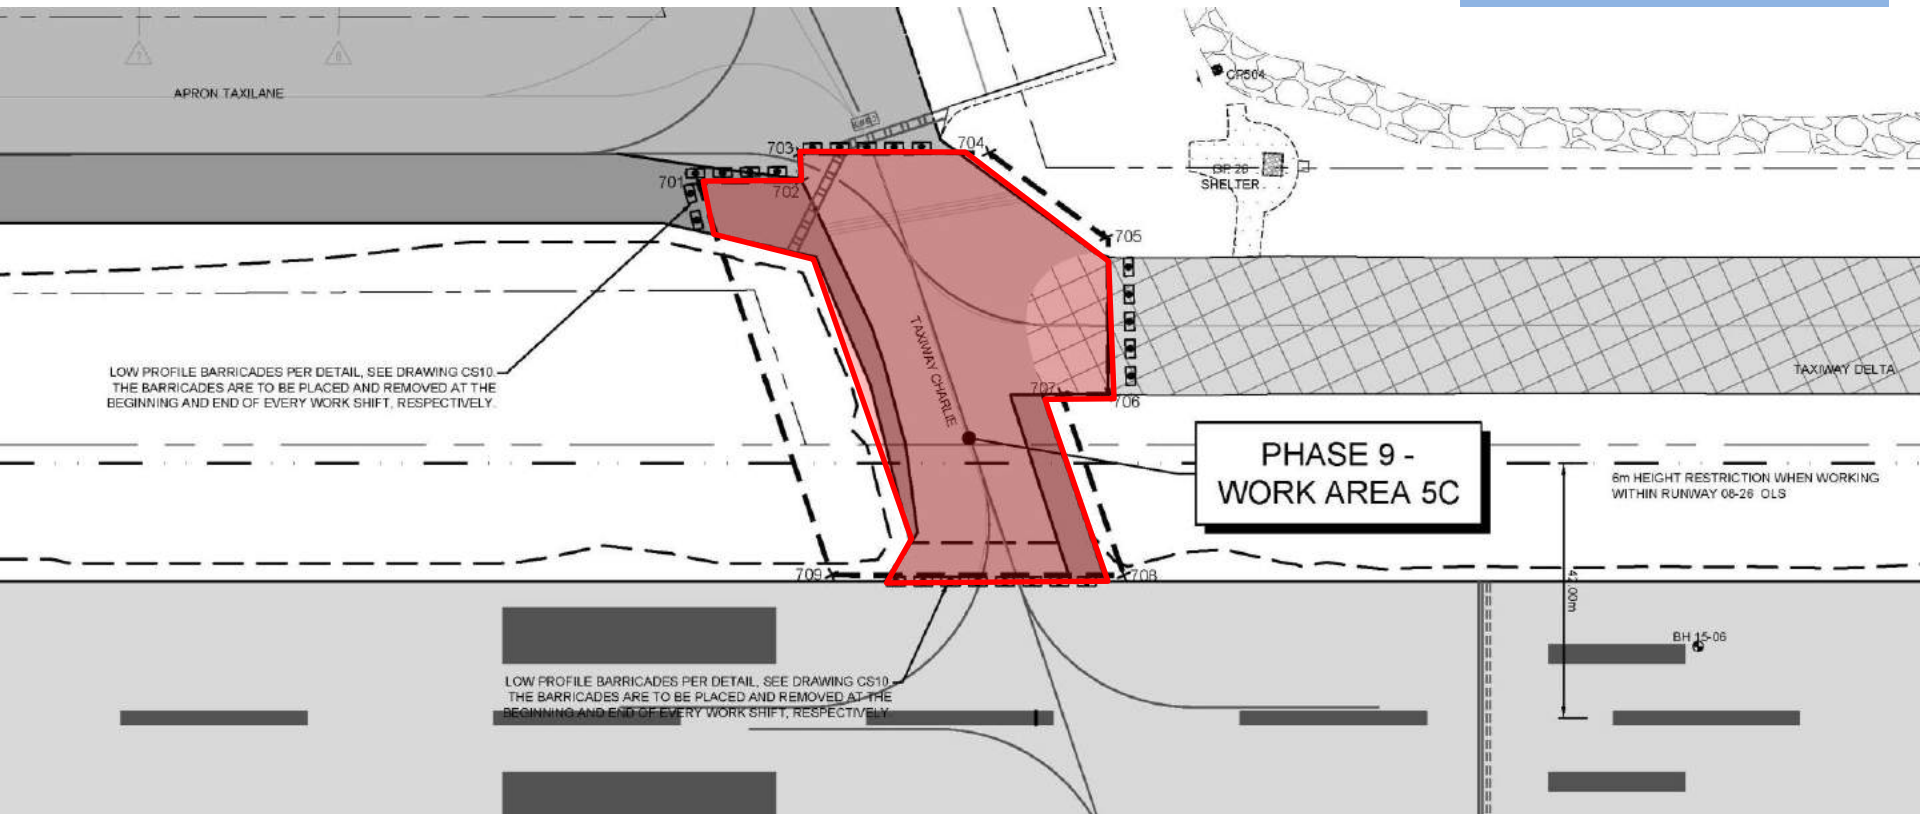 7
8
APRON TAXILANE
CP504
703
704
701
702
GP 26
SHELTER
705
TAXIWAY CHARLIE
LOW PROFILE BARRICADES PER DETAIL, SEE DRAWING CS10.
THE BARRICADES ARE TO BE PLACED AND REMOVED AT THE
BEGINNING AND END OF EVERY WORK SHIFT, RESPECTIVELY.
TAXIWAY DELTA
707
706
PHASE 9 -
WORK AREA 5C
6m HEIGHT RESTRICTION WHEN WORKING
WITHIN RUNWAY 08-26 OLS
709
708
BH 15-06
LOW PROFILE BARRICADES PER DETAIL, SEE DRAWING CS10.
THE BARRICADES ARE TO BE PLACED AND REMOVED AT THE
BEGINNING AND END OF EVERY WORK SHIFT, RESPECTIVELY.